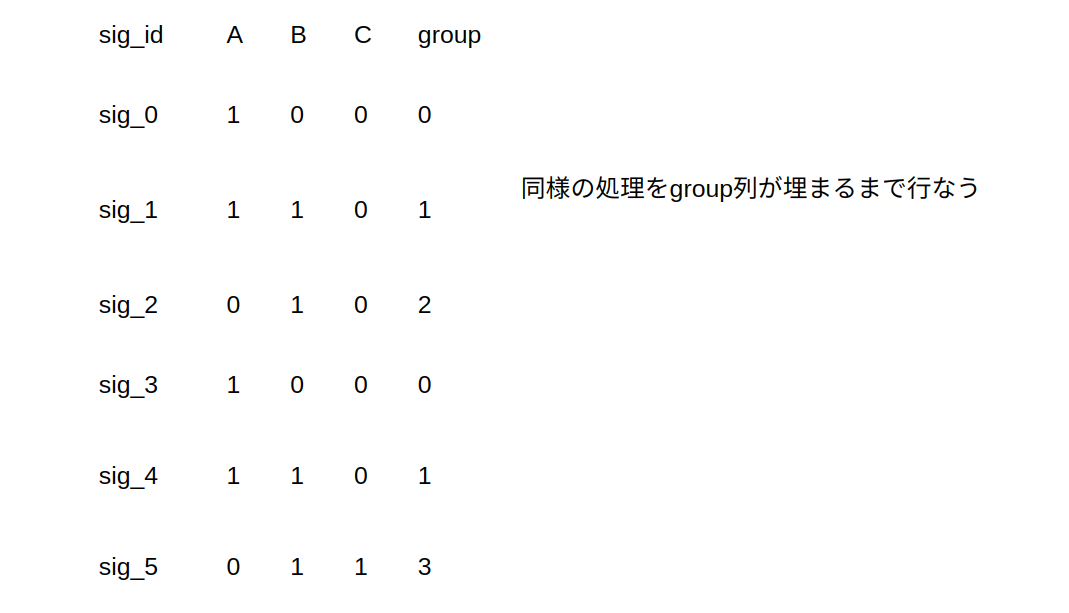 sig_id A B C group
sig_0 1 0 0 0
同様の処理をgroup列が埋まるまで行なう
sig_1 1 1 0 1
sig_2 0 1 0 2
sig_3 1 0 0 0
sig_4 1 1 0 1
sig_5 0 1 1 3